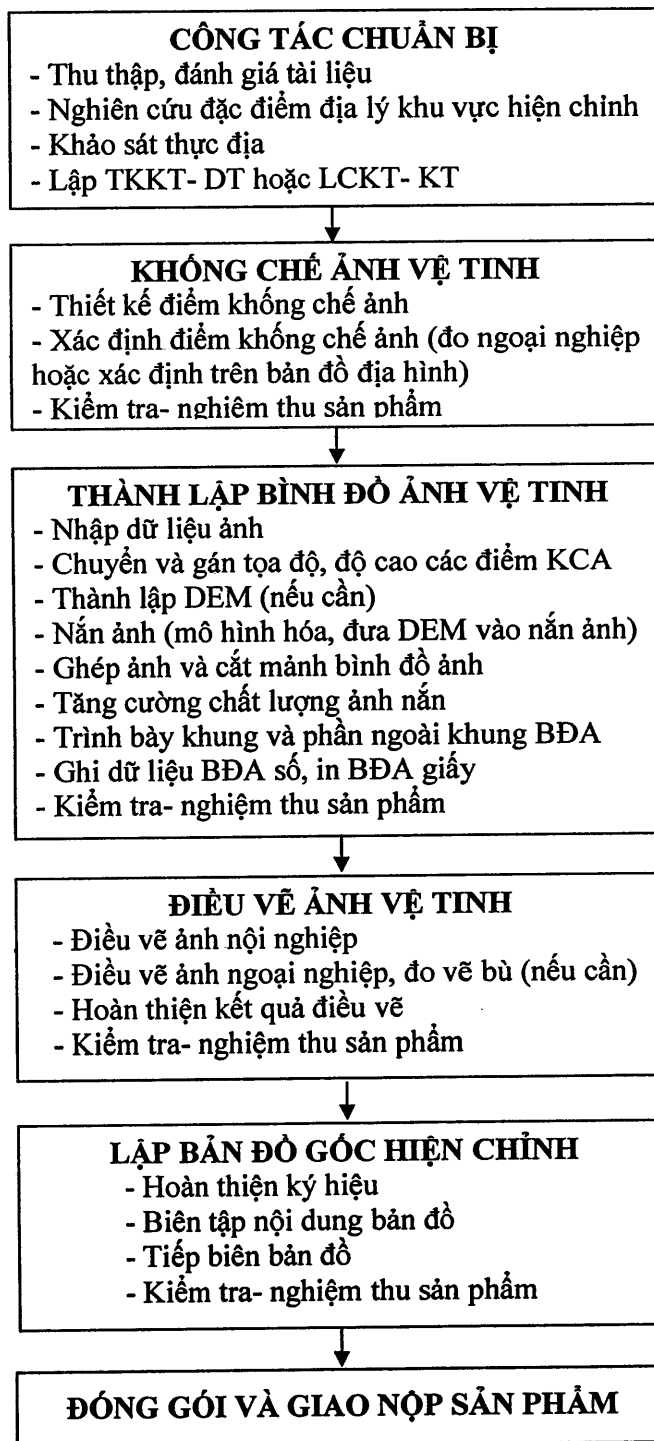 CÔNG TÁC CHUẨN BỊ
- Thu thập, đánh giá tài liệu
- Nghiên cứu đặc điểm địa lý khu vực hiện chỉnh
- Khảo sát thực địa
- Lập TKKT- DT hoặc LCKT- KT
KHỐNG CHẾ ẢNH VỆ TINH
- Thiết kế điểm khống chế ảnh
- Xác định điểm khống chế ảnh (đo ngoại nghiệp
hoặc xác định trên bản đồ địa hình)
- Kiểm tra- nghiệm thu sản phẩm
THÀNH LẬP BÌNH ĐỒ ẢNH VỆ TINH
- Nhập dữ liệu ảnh
- Chuyển và gán tọa độ, độ cao các điểm KCA
- Thành lập DEM (nếu cần)
- Nắn ảnh (mô hình hóa, đưa DEM vào nắn ảnh)
- Ghép ảnh và cắt mảnh bình đồ ảnh
- Tăng cường chất lượng ảnh nắn
- Trình bày khung và phần ngoài khung BĐA
- Ghi dữ liệu BĐA số, in BĐA giấy
- Kiểm tra- nghiệm thu sản phẩm
ĐIỀU VẼ ẢNH VỆ TINH
- Điều vẽ ảnh nội nghiệp
- Điều vẽ ảnh ngoại nghiệp, đo vẽ bù (nếu cần)
- Hoàn thiện kết quả điều vẽ
- Kiểm tra- nghiệm thu sản phẩm
LẬP BẢN ĐỒ GỐC HIỆN CHỈNH
- Hoàn thiện ký hiệu
- Biên tập nội dung bản đồ
- Tiếp biên bản đồ
- Kiểm tra- nghiệm thu sản phẩm
ĐÓNG GÓI VÀ GIAO NỘP SẢN PHẨM